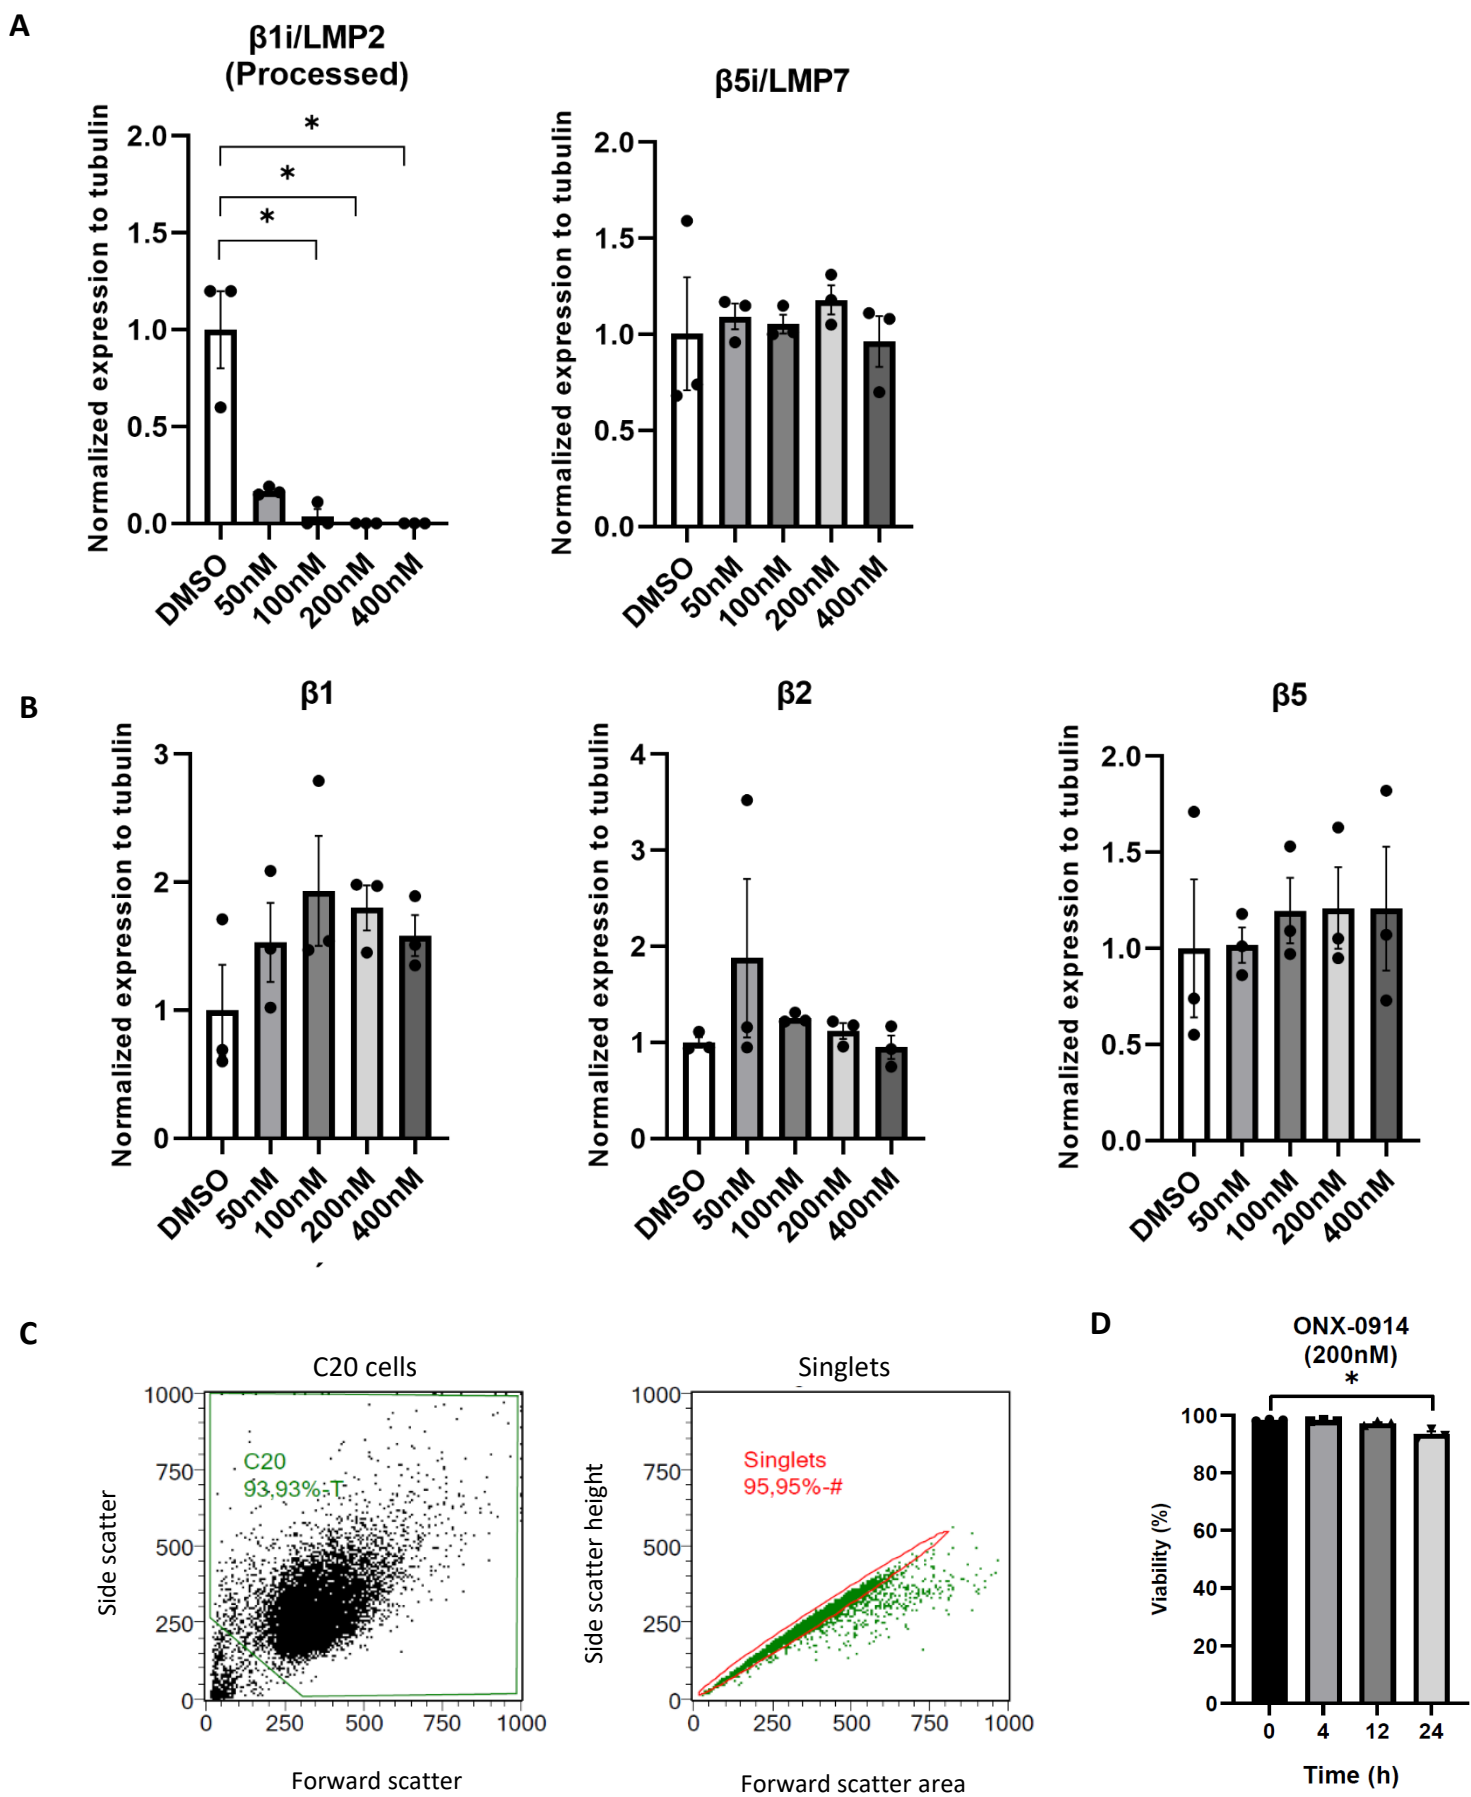 A
β1i/LMP2
(Processed)
Normalized expression to tubulin
2.0
1.5
1.0
0.5
0.0
*
*
*
DMSO
50nM
100nM
200nM
400nM
β5i/LMP7
Normalized expression to tubulin
2.0
1.5
1.0
0.5
0.0
DMSO
50nM
100nM
200nM
400nM
B
β1
Normalized expression to tubulin
3
2
1
0
DMSO
50nM
100nM
200nM
400nM
β2
Normalized expression to tubulin
4
3
2
1
0
DMSO
50nM
100nM
200nM
400nM
β5
Normalized expression to tubulin
2.0
1.5
1.0
0.5
0.0
DMSO
50nM
100nM
200nM
400nM
C
C20 cells
Side scatter
1000
750
500
250
0
C20
93,93%-T
0 250 500 750 1000
Forward scatter
Singlets
Side scatter height
1000
750
500
250
0
Singlets
95,95%-#
0 250 500 750 1000
Forward scatter area
D
ONX-0914
(200nM)
*
Viability (%)
100
80
60
40
20
0
0 4 12 24
Time (h)